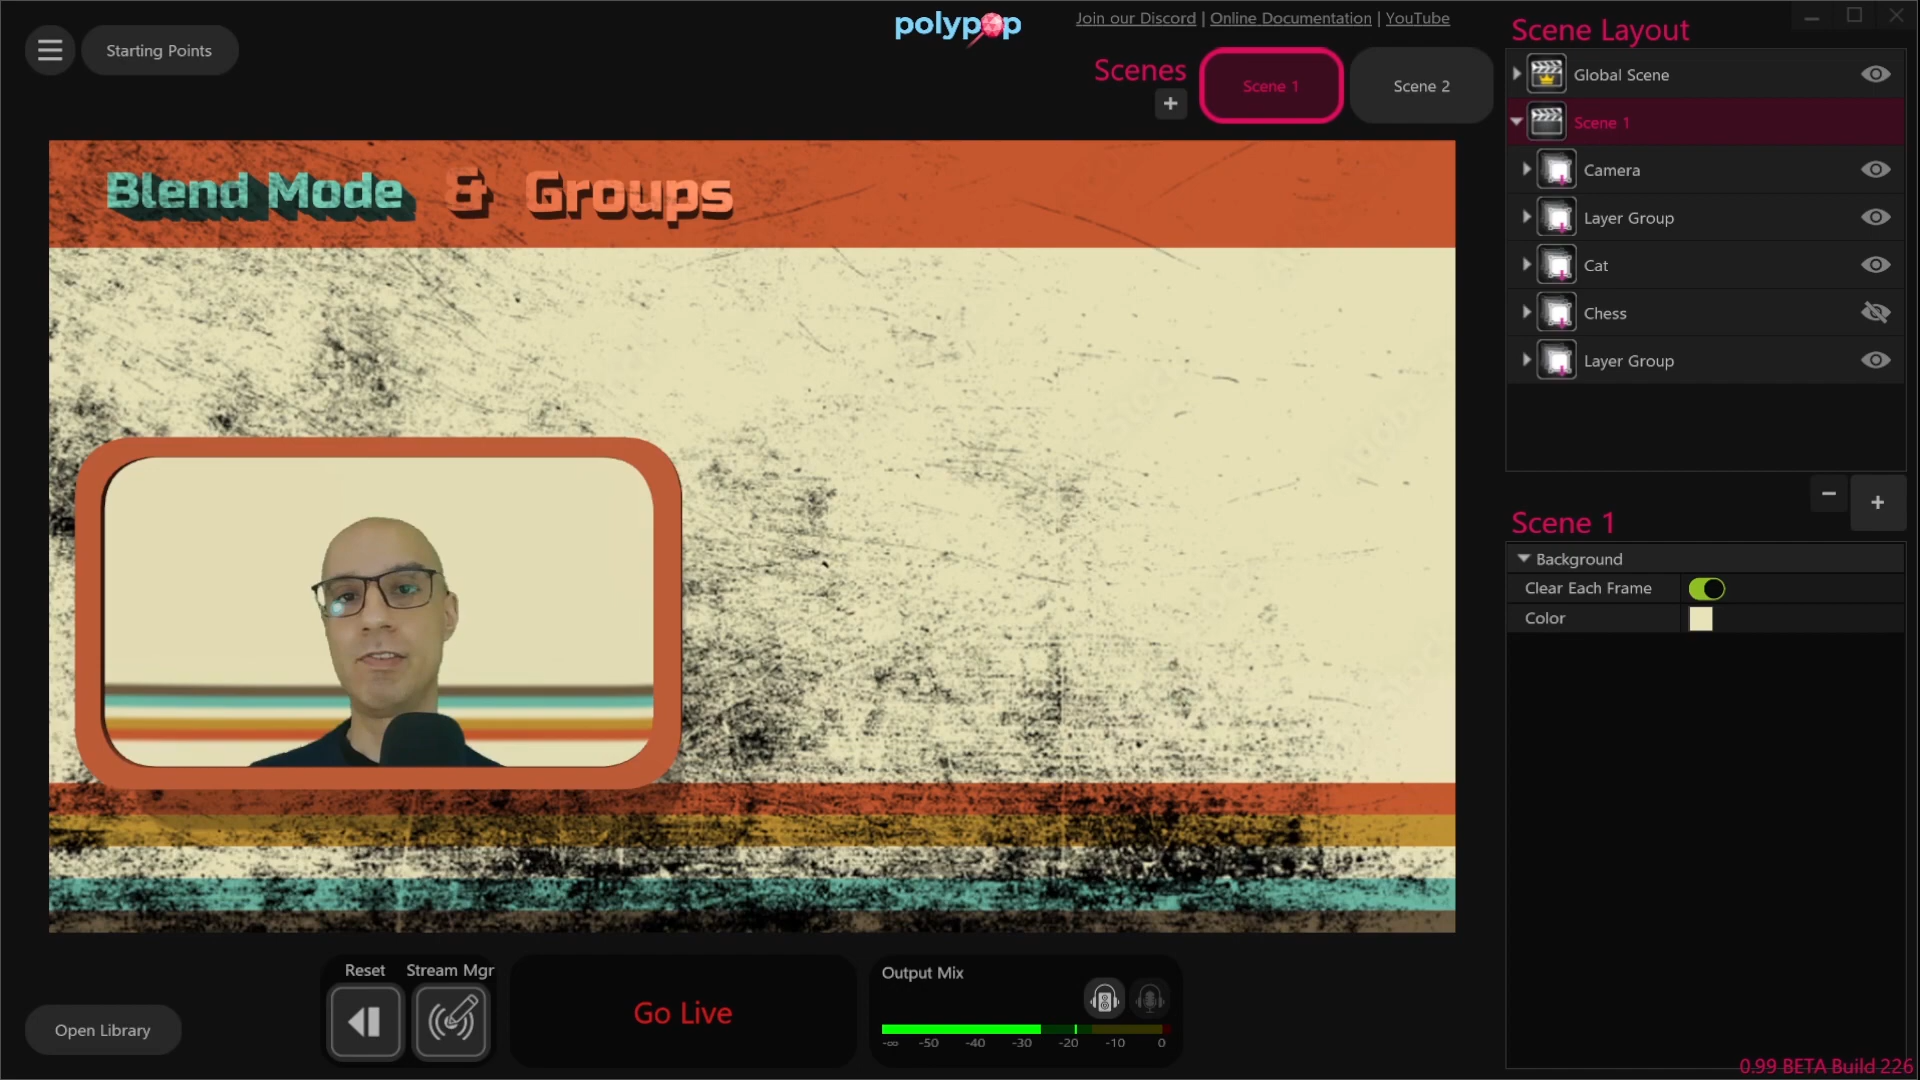 Starting Points
polypop
Join our Discord | Online Documentation | YouTube
Scenes
+
Scene 1
Scene 2
Scene Layout
Global Scene
Scene 1
Camera
Layer Group
Cat
Chess
Layer Group
Blend Mode & Groups
Scene 1
Background
Clear Each Frame
Color
Reset
Stream Mgr
Go Live
Output Mix
-∞ -50 -40 -30 -20 -10 0
Open Library
0.99 BETA Build 226